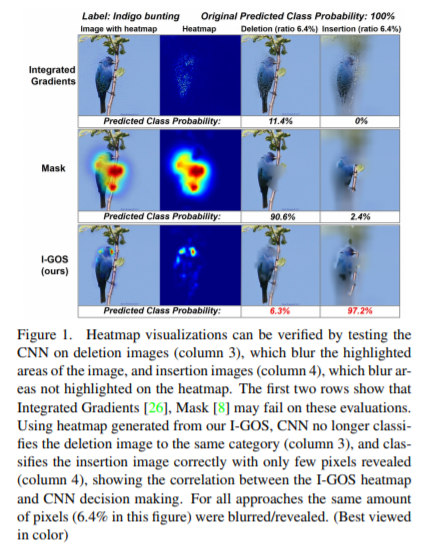 Label: Indigo bunting Original Predicted Class Probability: 100%
Image with heatmap Heatmap Deletion (ratio 6.4%) Insertion (ratio 6.4%)
Integrated
Gradients
Predicted Class Probability: 11.4% 0%
Mask
Predicted Class Probability: 90.6% 2.4%
I-GOS
(ours)
Predicted Class Probability: 6.3% 97.2%
Figure 1. Heatmap visualizations can be verified by testing the
CNN on deletion images (column 3), which blur the highlighted
areas of the image, and insertion images (column 4), which blur ar-
eas not highlighted on the heatmap. The first two rows show that
Integrated Gradients [26], Mask [8] may fail on these evaluations.
Using heatmap generated from our I-GOS, CNN no longer classi-
fies the deletion image to the same category (column 3), and clas-
sifies the insertion image correctly with only few pixels revealed
(column 4), showing the correlation between the I-GOS heatmap
and CNN decision making. For all approaches the same amount
of pixels (6.4% in this figure) were blurred/revealed. (Best viewed
in color)